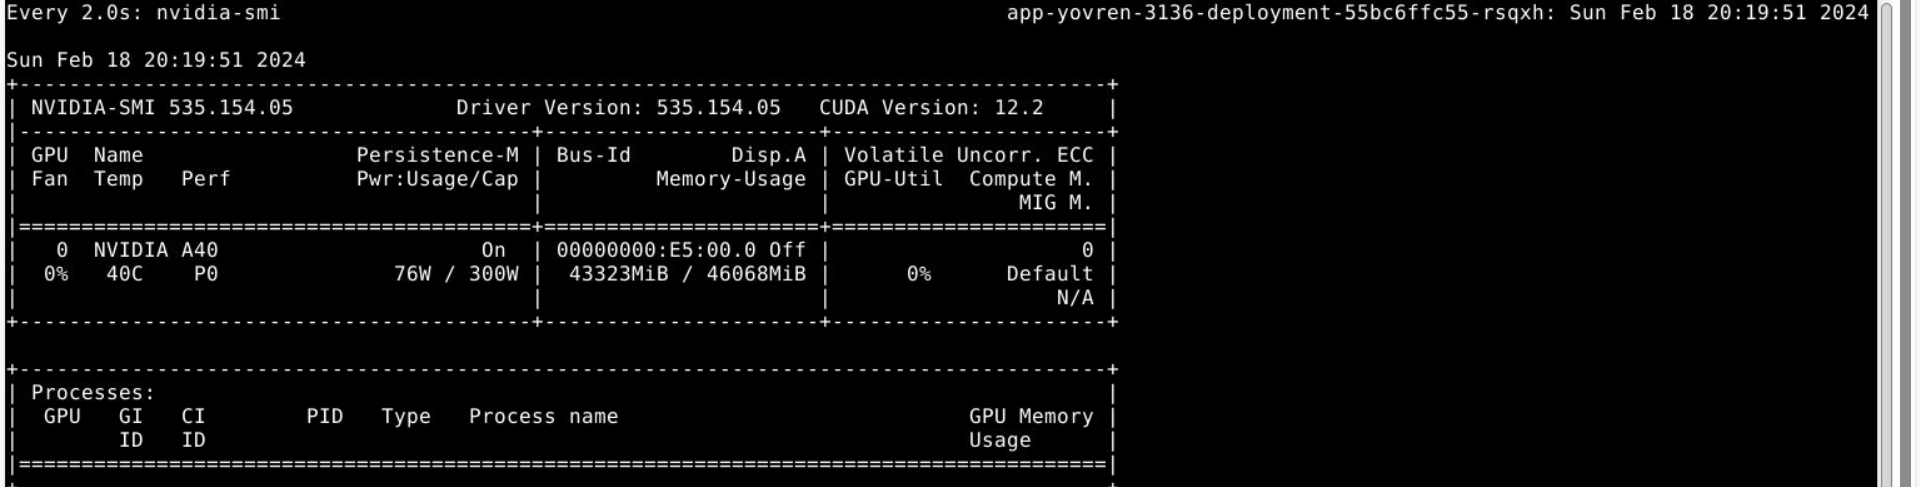 Every 2.0s: nvidia-smi app-yovren-3136-deployment-55bc6ffc55-rsqxh: Sun Feb 18 20:19:51 2024
Sun Feb 18 20:19:51 2024
+---------------------------------------------------------------------------------------+
| NVIDIA-SMI 535.154.05             Driver Version: 535.154.05   CUDA Version: 12.2     |
|-----------------------------------------+----------------------+----------------------+
| GPU  Name                 Persistence-M | Bus-Id        Disp.A | Volatile Uncorr. ECC |
| Fan  Temp   Perf          Pwr:Usage/Cap |         Memory-Usage | GPU-Util  Compute M. |
|                                         |                      |               MIG M. |
|=========================================+======================+======================|
|   0  NVIDIA A40                     On  | 00000000:E5:00.0 Off |                    0 |
|  0%   40C    P0              76W / 300W |  43323MiB / 46068MiB |      0%      Default |
|                                         |                      |                  N/A |
+-----------------------------------------+----------------------+----------------------+
+---------------------------------------------------------------------------------------+
| Processes:                                                                            |
|  GPU   GI   CI        PID   Type   Process name                            GPU Memory |
|        ID   ID                                                             Usage      |
|=======================================================================================|